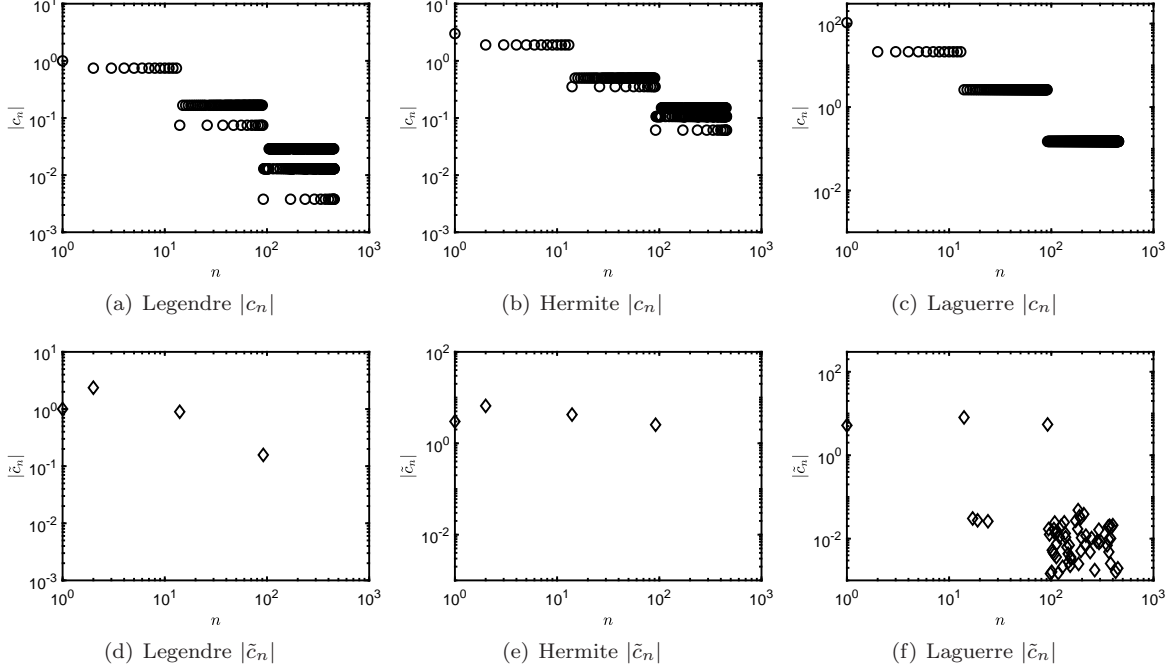 10^1 10^1 10^2
10^0 10^0 10^0
|c_n| |c_n| |c_n|
10^-1 10^-1
10^-2 10^-2 10^-2
10^-3 10^-3
10^0 10^1 10^2 10^3 10^0 10^1 10^2 10^3 10^0 10^1 10^2 10^3
n n n
(a) Legendre |c_n| (b) Hermite |c_n| (c) Laguerre |c_n|
10^1 10^2 10^2
10^0 10^0 10^0
|c̃_n| |c̃_n| |c̃_n|
10^-1
10^-2 10^-2 10^-2
10^-3
10^0 10^1 10^2 10^3 10^0 10^1 10^2 10^3 10^0 10^1 10^2 10^3
n n n
(d) Legendre |c̃_n| (e) Hermite |c̃_n| (f) Laguerre |c̃_n|